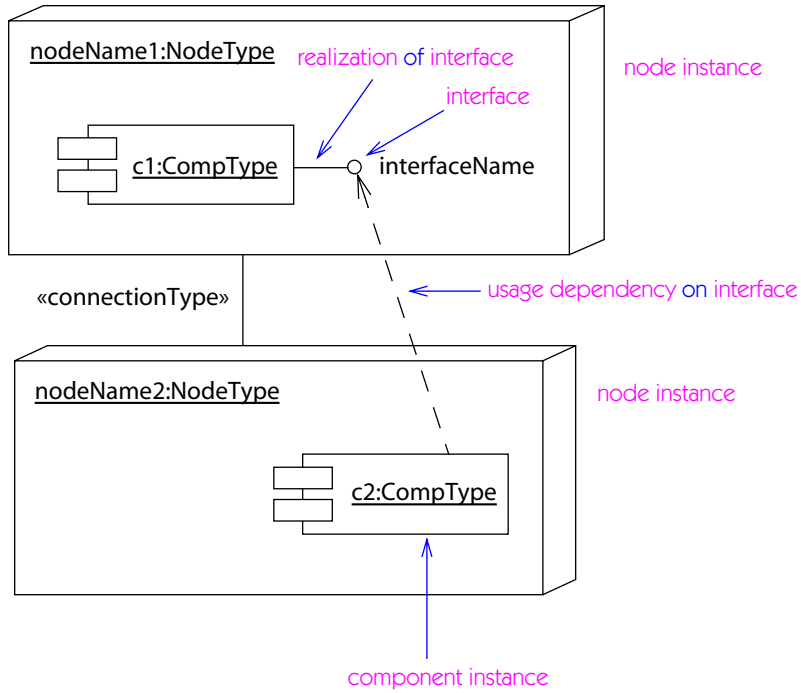 nodeName1:NodeType
realization of interface
node instance
interface
c1:CompType
interfaceName
«connectionType»
usage dependency on interface
nodeName2:NodeType
node instance
c2:CompType
component instance